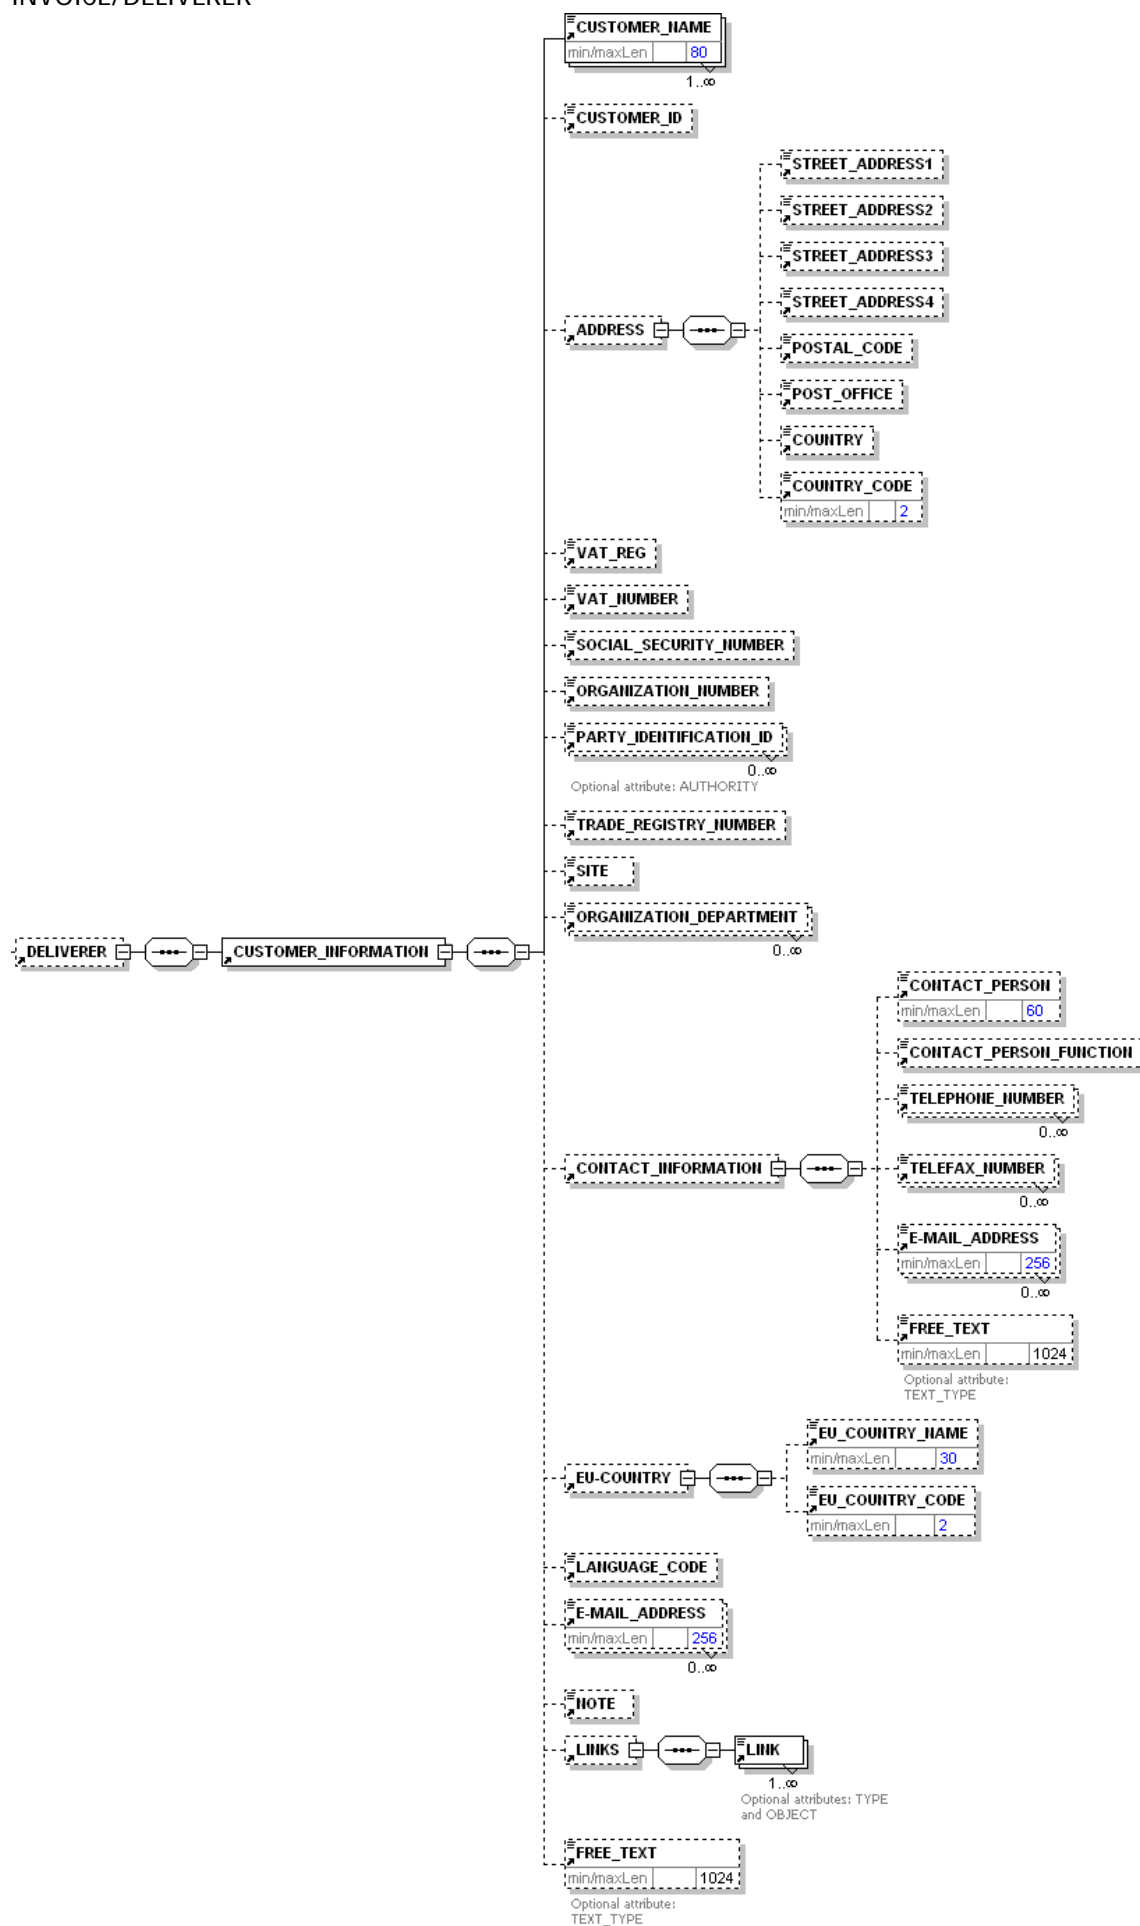 INVOICE/DELIVERER
CUSTOMER_NAME
min/maxLen 80
1..∞
CUSTOMER_ID
STREET_ADDRESS1
STREET_ADDRESS2
STREET_ADDRESS3
STREET_ADDRESS4
ADDRESS
POSTAL_CODE
POST_OFFICE
COUNTRY
COUNTRY_CODE
min/maxLen 2
VAT_REG
VAT_NUMBER
SOCIAL_SECURITY_NUMBER
ORGANIZATION_NUMBER
PARTY_IDENTIFICATION_ID
0..∞
Optional attribute: AUTHORITY
TRADE_REGISTRY_NUMBER
SITE
ORGANIZATION_DEPARTMENT
0..∞
DELIVERER CUSTOMER_INFORMATION
CONTACT_PERSON
min/maxLen 60
CONTACT_PERSON_FUNCTION
TELEPHONE_NUMBER
0..∞
CONTACT_INFORMATION TELEFAX_NUMBER
0..∞
E-MAIL_ADDRESS
min/maxLen 256
0..∞
FREE_TEXT
min/maxLen 1024
Optional attribute:
TEXT_TYPE
EU_COUNTRY_NAME
min/maxLen 30
EU-COUNTRY
EU_COUNTRY_CODE
min/maxLen 2
LANGUAGE_CODE
E-MAIL_ADDRESS
min/maxLen 256
0..∞
NOTE
LINKS LINK
1..∞
Optional attributes: TYPE
and OBJECT
FREE_TEXT
min/maxLen 1024
Optional attribute:
TEXT_TYPE